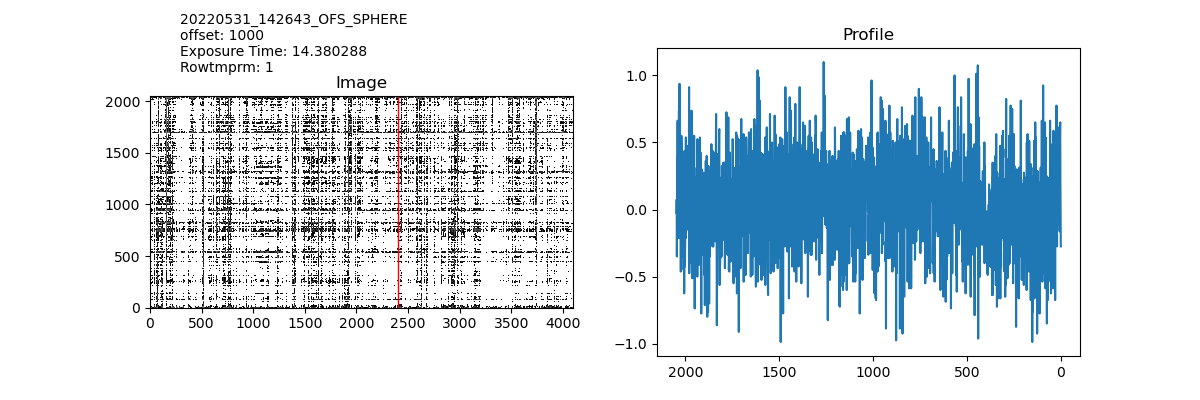 20220531_142643_OFS_SPHERE
offset: 1000
Exposure Time: 14.380288
Rowtmprm: 1
Image
2000
1500
1000
500
0
0 500 1000 1500 2000 2500 3000 3500 4000
Profile
1.0
0.5
0.0
−0.5
−1.0
2000 1500 1000 500 0